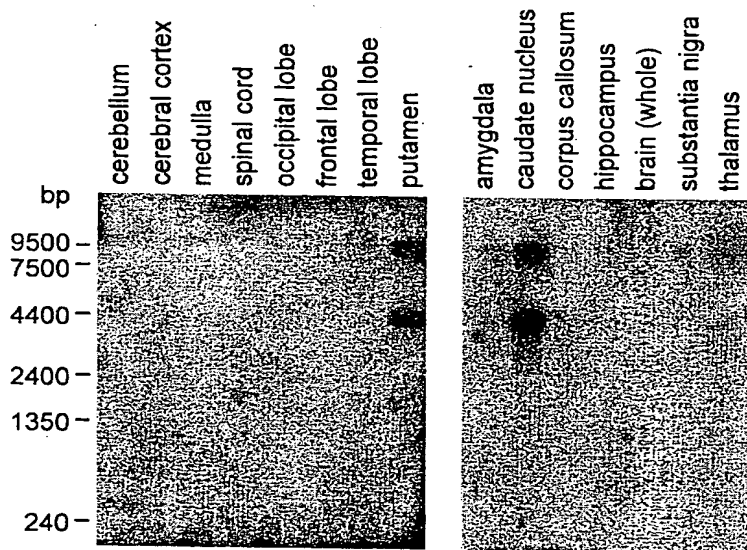 cerebellum
cerebral cortex
medulla
spinal cord
occipital lobe
frontal lobe
temporal lobe
putamen
amygdala
caudate nucleus
corpus callosum
hippocampus
brain (whole)
substantia nigra
thalamus
bp
9500
7500
4400
2400
1350
240